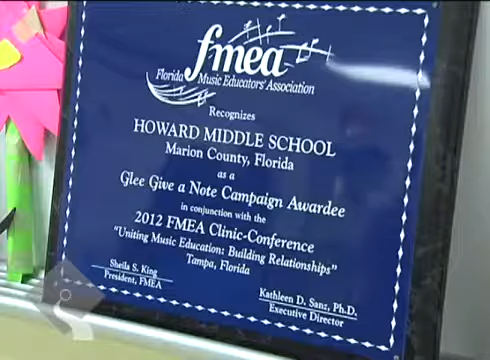 fmea
Florida Music Educators' Association
Recognizes
HOWARD MIDDLE SCHOOL
Marion County, Florida
as a
Glee Give a Note Campaign Awardee
in conjunction with the
2012 FMEA Clinic-Conference
"Uniting Music Education: Building Relationships"
Tampa, Florida
Sheila S. King
President, FMEA
Kathleen D. Sanz, Ph.D.
Executive Director